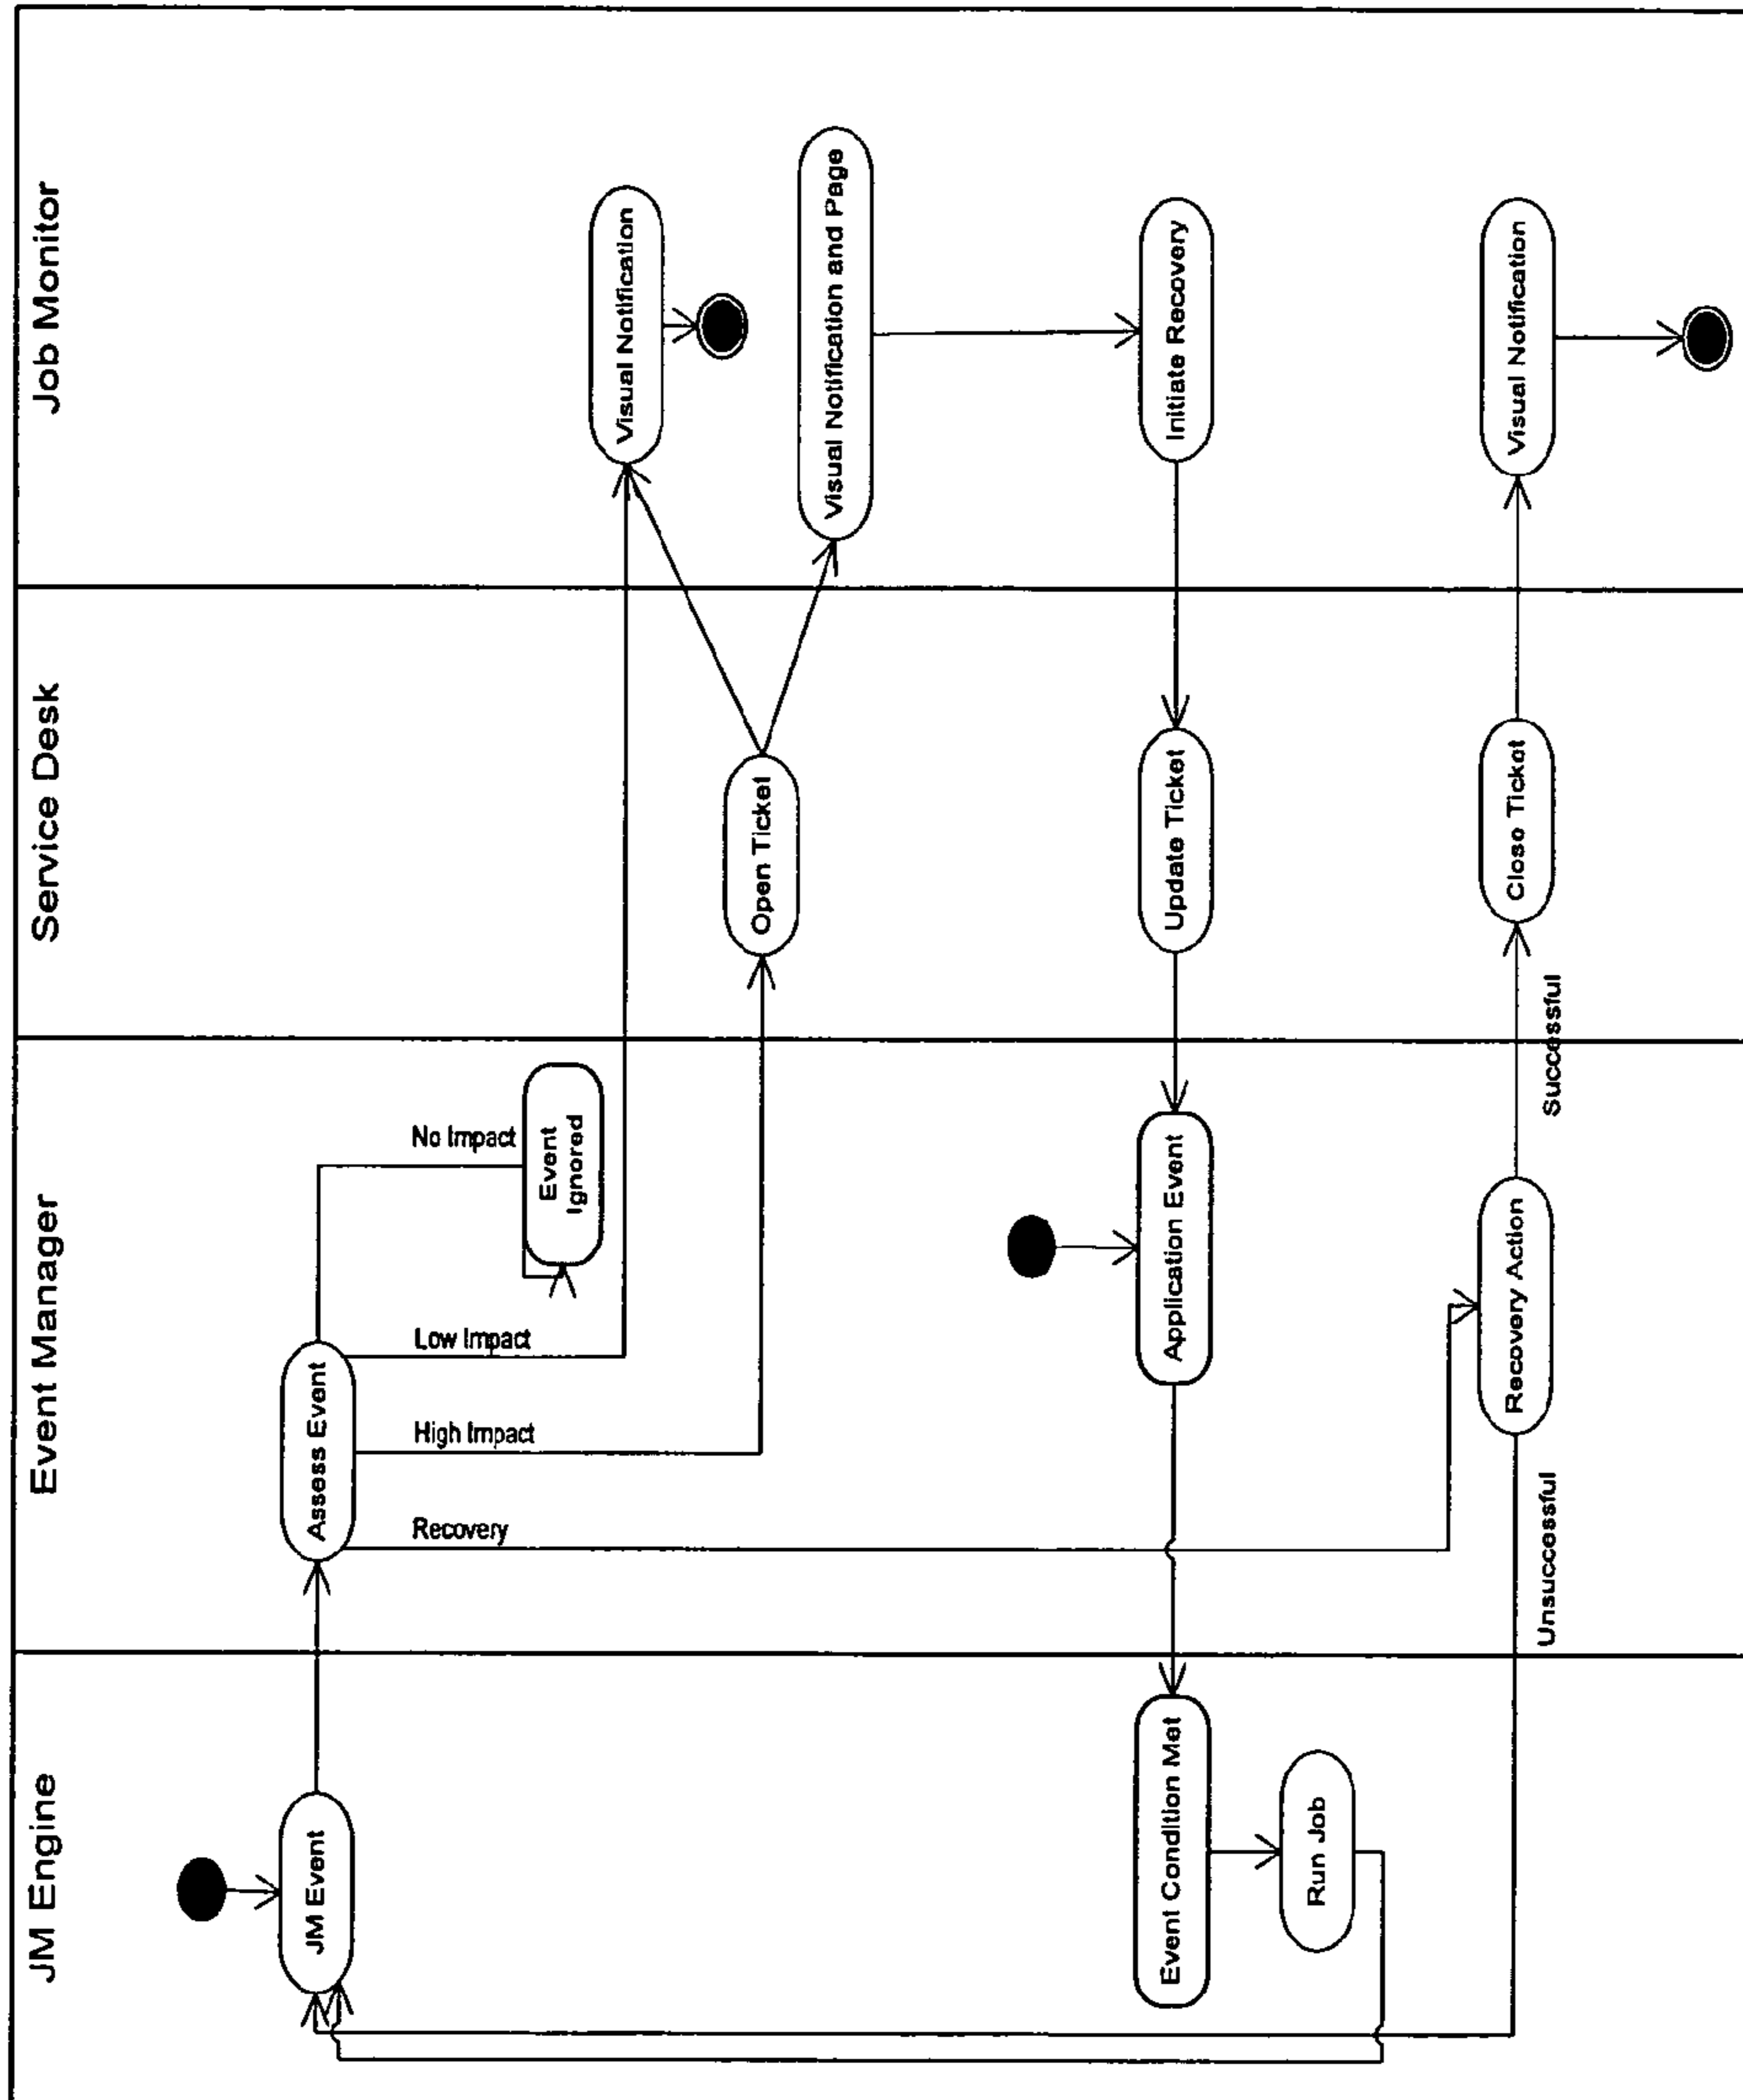 JM Engine
Event Manager
Service Desk
Job Monitor
JM Event
Assess Event
No Impact
Low Impact
High Impact
Recovery
Event
Ignored
Visual Notification
Open Ticket
Visual Notification and Page
Event Condition Met
Application Event
Update Ticket
Initiate Recovery
Run Job
Recovery Action
Close Ticket
Visual Notification
Unsuccessful
Successful